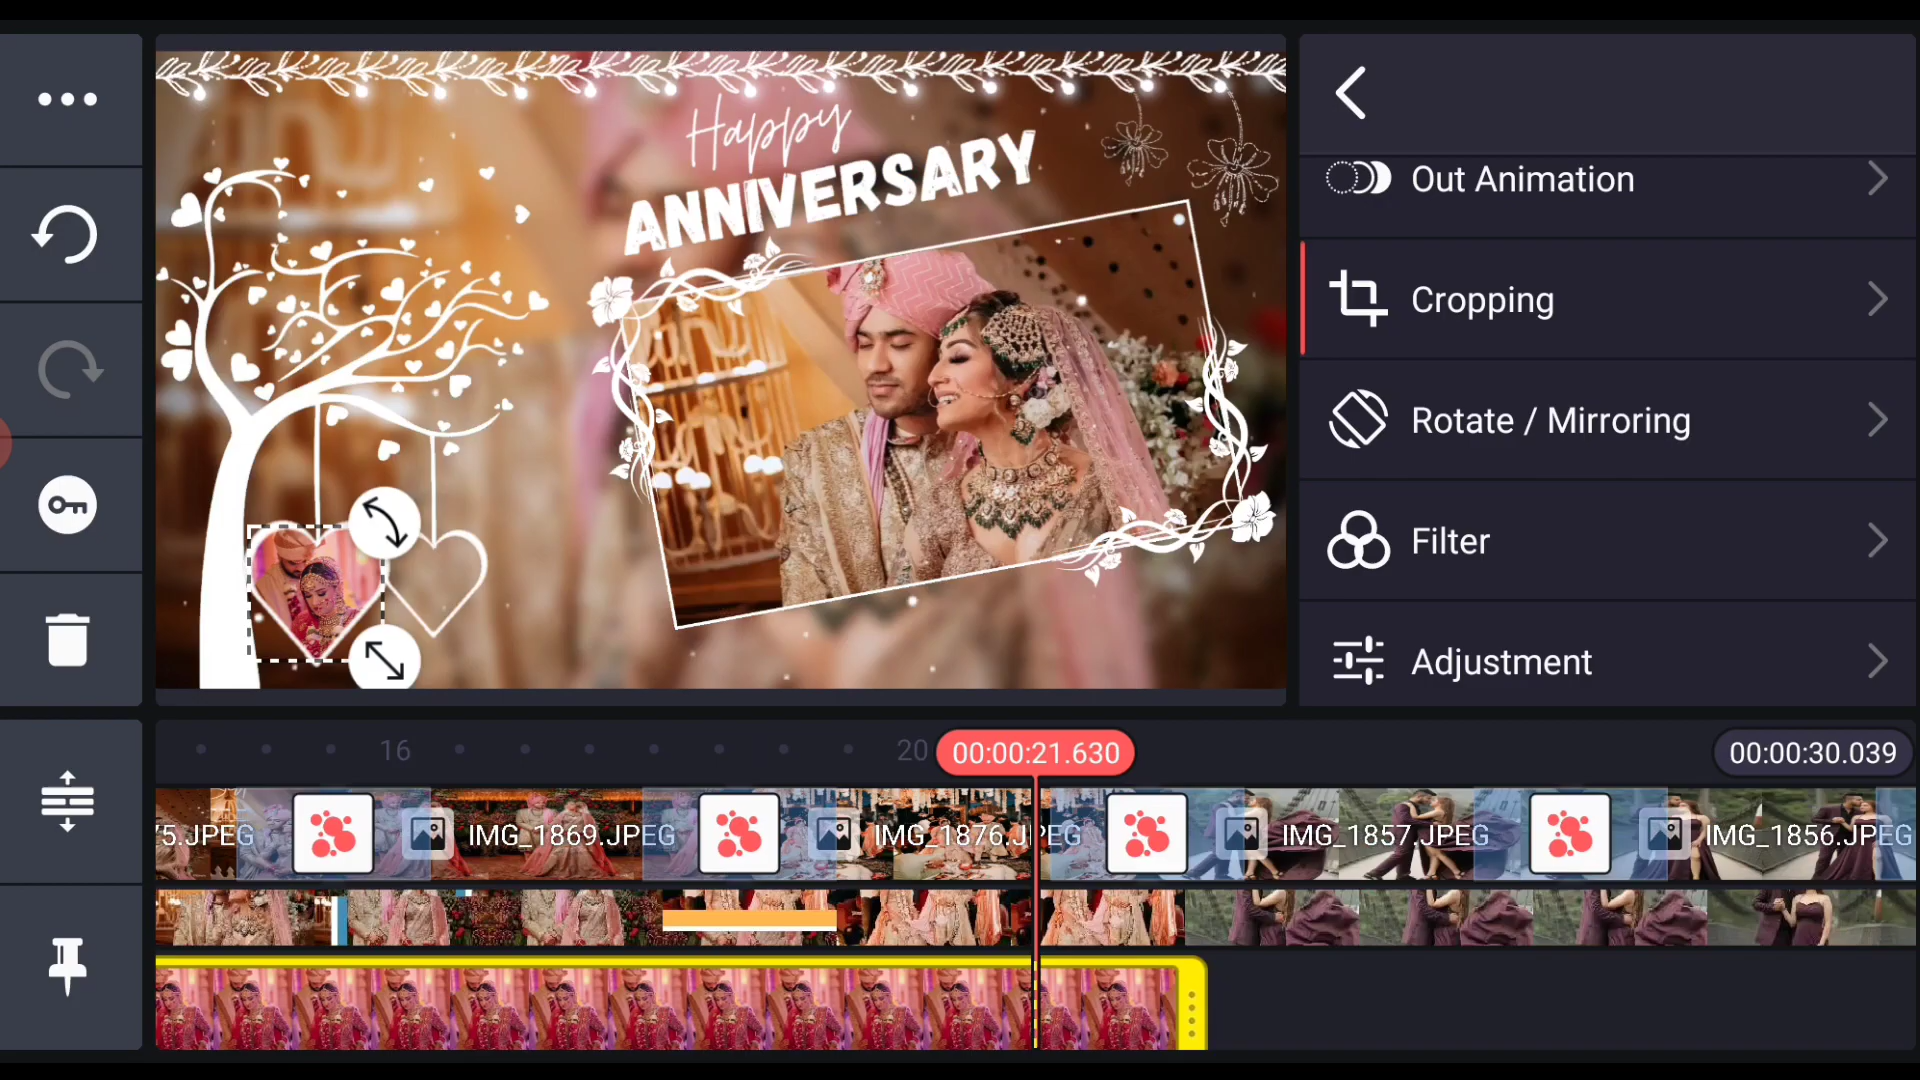 Happy
ANNIVERSARY
Out Animation
Cropping
Rotate / Mirroring
Filter
Adjustment
16
20
00:00:21.630
00:00:30.039
75.JPEG
IMG_1869.JPEG
IMG_1876.JPEG
IMG_1857.JPEG
IMG_1856.JPEG